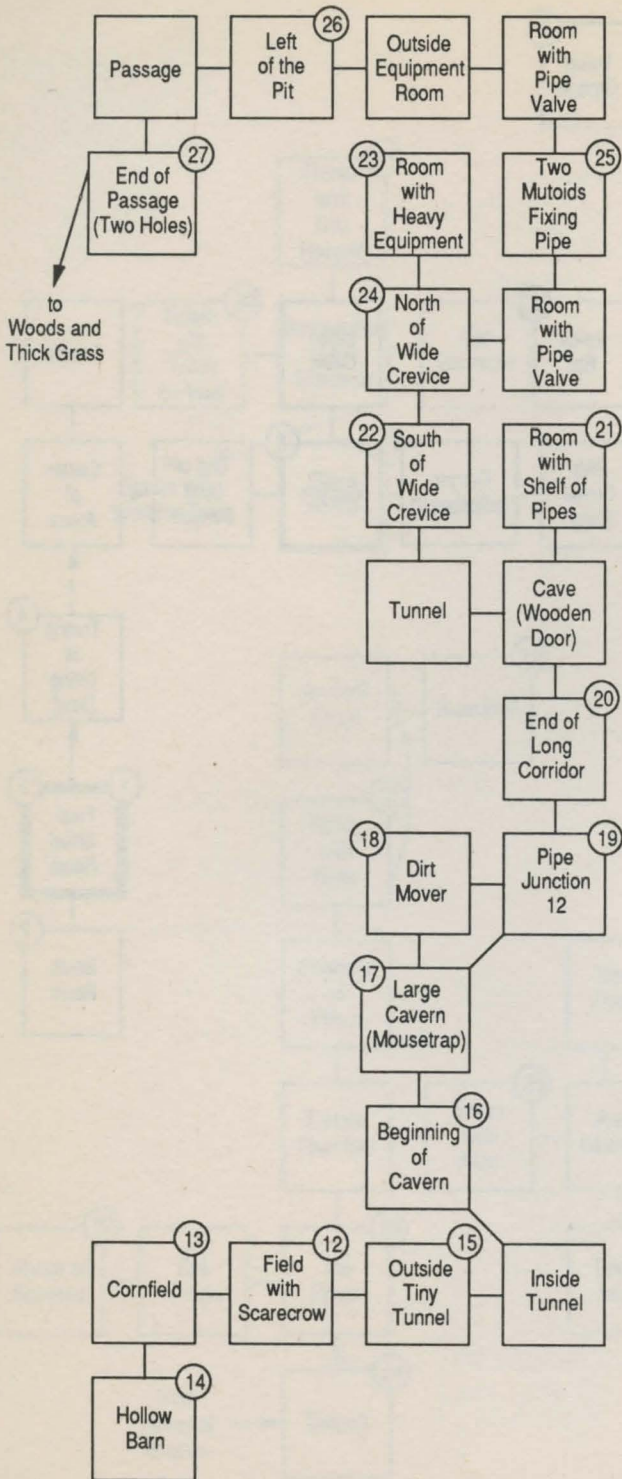 Passage
26
Left
of the
Pit
Outside
Equipment
Room
Room
with
Pipe
Valve
27
End of
Passage
(Two Holes)
to
Woods and
Thick Grass
23
Room
with
Heavy
Equipment
25
Two
Mutoids
Fixing
Pipe
24
North
of
Wide
Crevice
Room
with
Pipe
Valve
22
South
of
Wide
Crevice
21
Room
with
Shelf of
Pipes
Tunnel
Cave
(Wooden
Door)
20
End of
Long
Corridor
18
Dirt
Mover
19
Pipe
Junction
12
17
Large
Cavern
(Mousetrap)
16
Beginning
of
Cavern
13
Cornfield
12
Field
with
Scarecrow
15
Outside
Tiny
Tunnel
Inside
Tunnel
14
Hollow
Barn